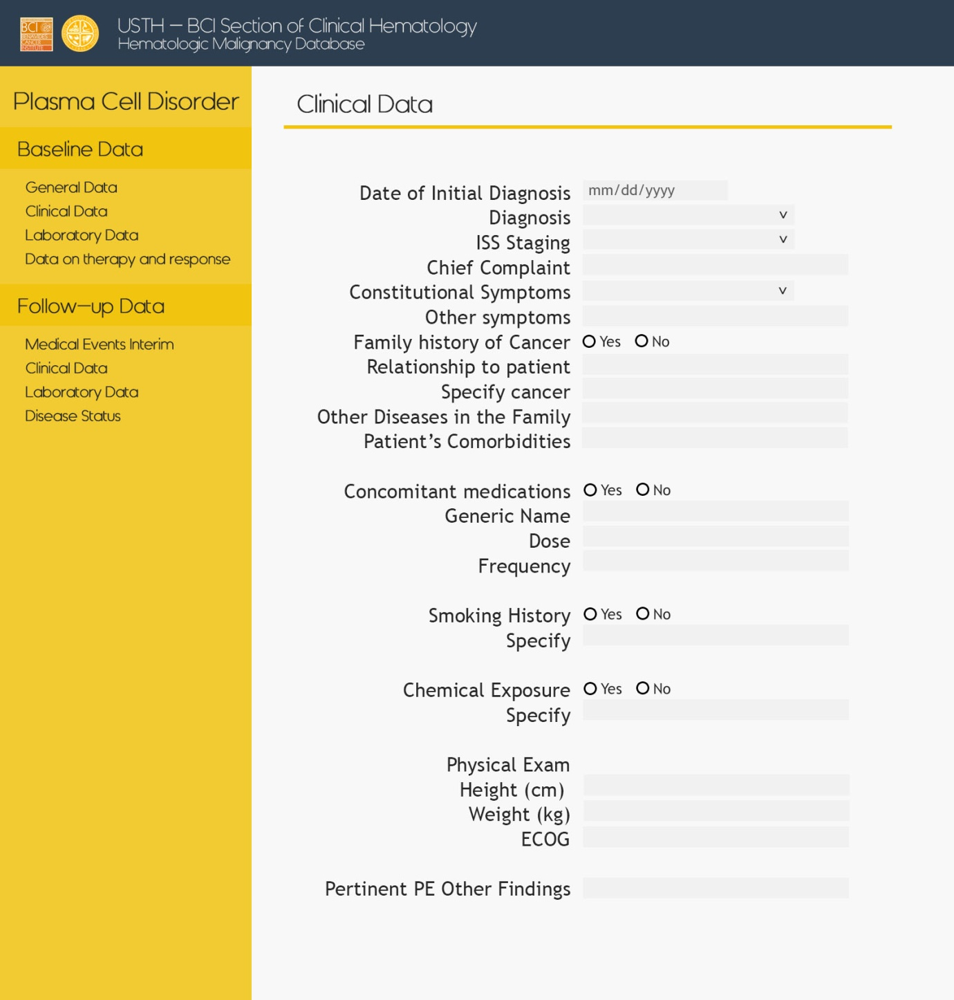 BCI
BENAVIDES
CANCER
INSTITUTE
USTH – BCI Section of Clinical Hematology
Hematologic Malignancy Database
Plasma Cell Disorder
Baseline Data
General Data
Clinical Data
Laboratory Data
Data on therapy and response
Follow-up Data
Medical Events Interim
Clinical Data
Laboratory Data
Disease Status
Clinical Data
Date of Initial Diagnosis mm/dd/yyyy
Diagnosis
ISS Staging
Chief Complaint
Constitutional Symptoms
Other symptoms
Family history of Cancer Yes No
Relationship to patient
Specify cancer
Other Diseases in the Family
Patient’s Comorbidities
Concomitant medications Yes No
Generic Name
Dose
Frequency
Smoking History Yes No
Specify
Chemical Exposure Yes No
Specify
Physical Exam
Height (cm)
Weight (kg)
ECOG
Pertinent PE Other Findings